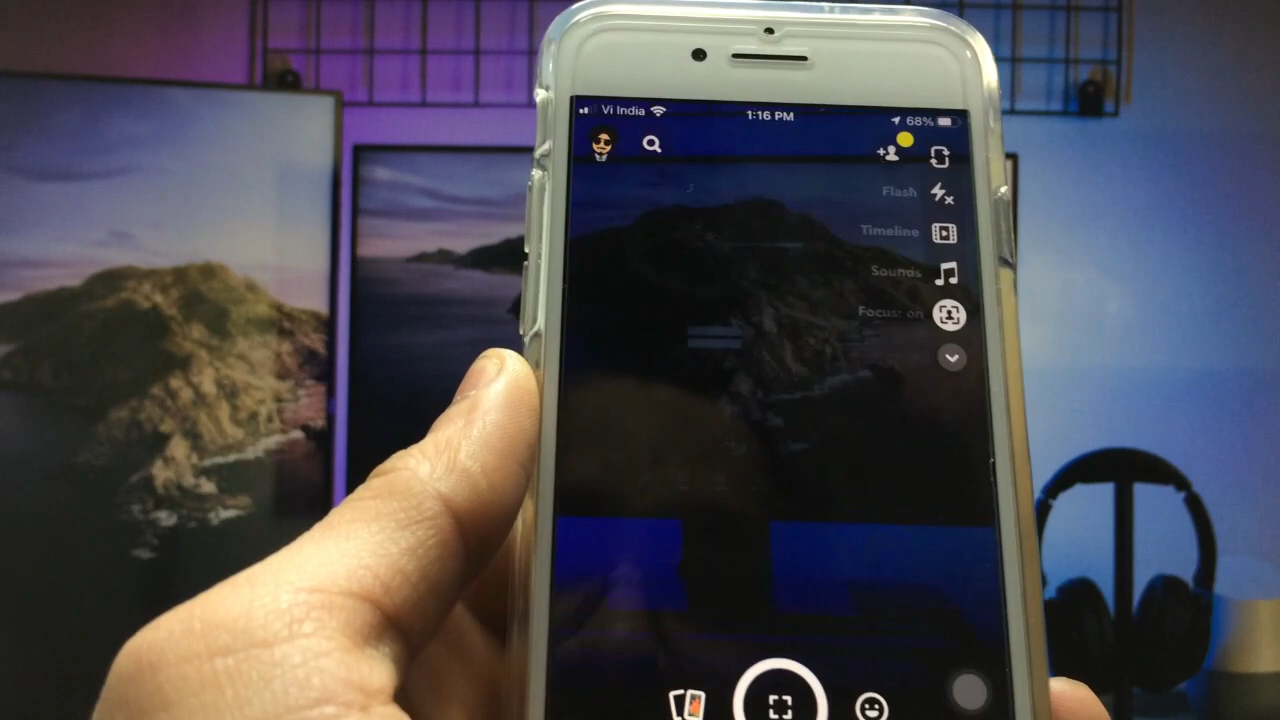 Vi India
1:16 PM
68%
Flash
Timeline
Sounds
Focus: on